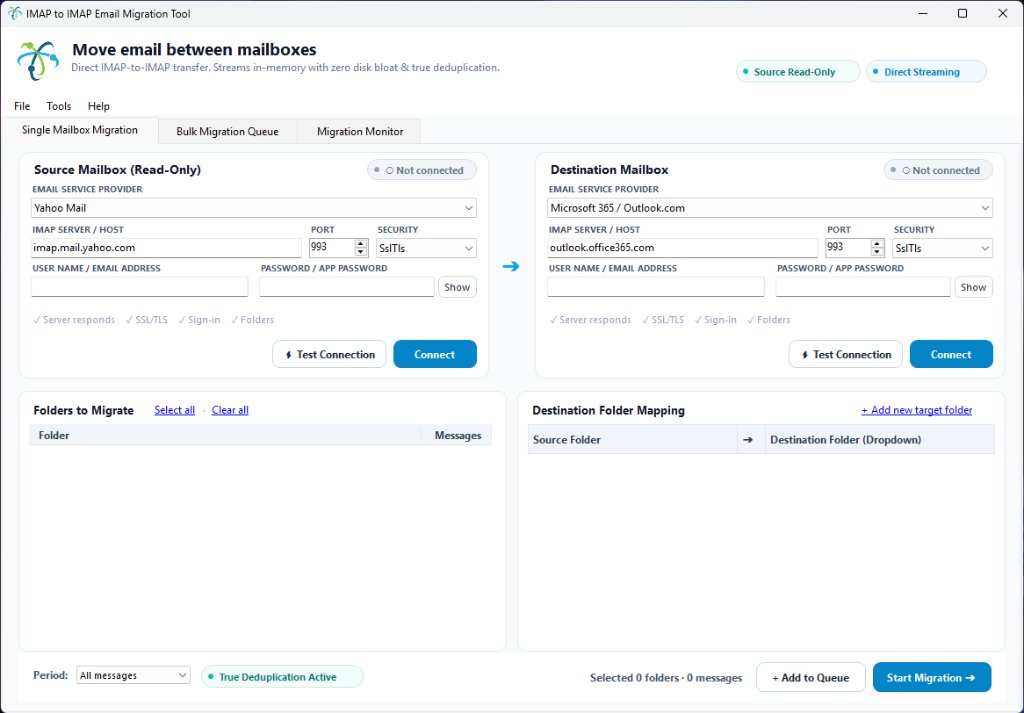 IMAP to IMAP Email Migration Tool
Move email between mailboxes
Direct IMAP-to-IMAP transfer. Streams in-memory with zero disk bloat & true deduplication.
Source Read-Only
Direct Streaming
File Tools Help
Single Mailbox Migration
Bulk Migration Queue
Migration Monitor
Source Mailbox (Read-Only)
Not connected
EMAIL SERVICE PROVIDER
Yahoo Mail
IMAP SERVER / HOST PORT SECURITY
imap.mail.yahoo.com 993 SslTls
USER NAME / EMAIL ADDRESS PASSWORD / APP PASSWORD
Show
✓ Server responds ✓ SSL/TLS ✓ Sign-in ✓ Folders
Test Connection
Connect
➔
Destination Mailbox
Not connected
EMAIL SERVICE PROVIDER
Microsoft 365 / Outlook.com
IMAP SERVER / HOST PORT SECURITY
outlook.office365.com 993 SslTls
USER NAME / EMAIL ADDRESS PASSWORD / APP PASSWORD
Show
✓ Server responds ✓ SSL/TLS ✓ Sign-in ✓ Folders
Test Connection
Connect
Folders to Migrate Select all · Clear all
Folder Messages
Destination Folder Mapping + Add new target folder
Source Folder ➔ Destination Folder (Dropdown)
Period: All messages
True Deduplication Active
Selected 0 folders · 0 messages
+ Add to Queue
Start Migration ➔